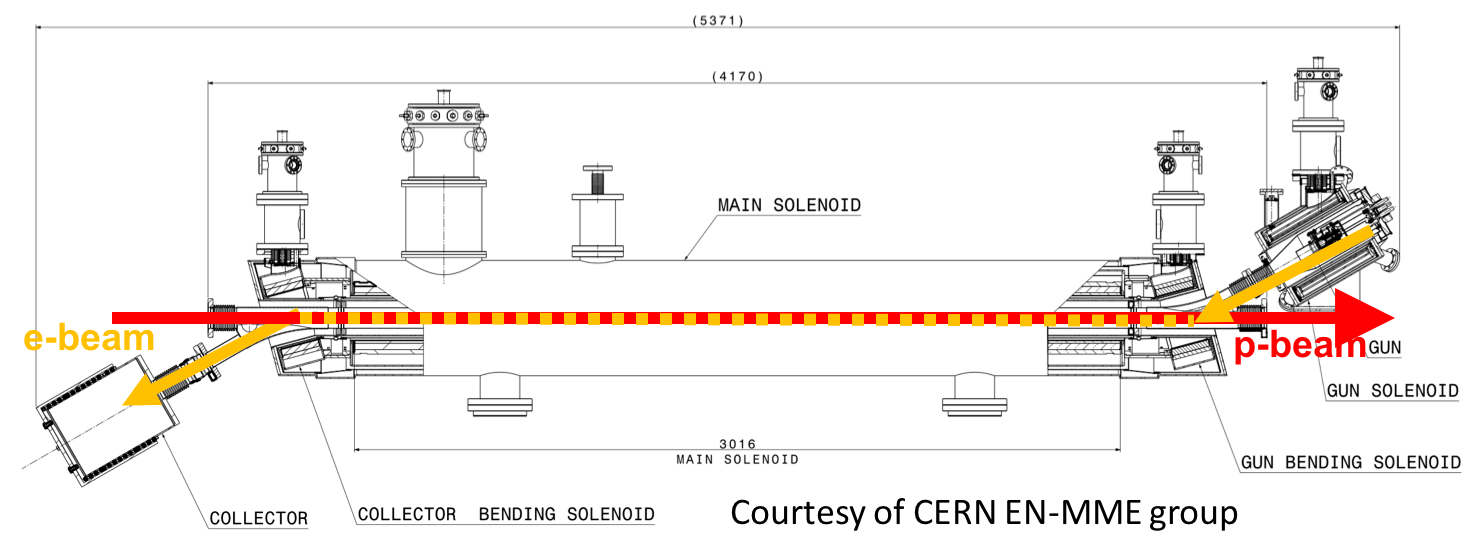 (5371)
(4170)
MAIN SOLENOID
e-beam
p-beam
GUN
GUN SOLENOID
3016
MAIN SOLENOID
GUN BENDING SOLENOID
COLLECTOR
COLLECTOR BENDING SOLENOID
Courtesy of CERN EN-MME group